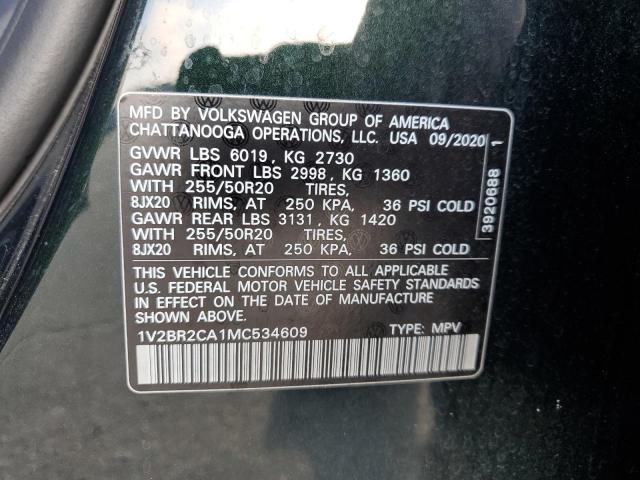 MFD BY VOLKSWAGEN GROUP OF AMERICA
CHATTANOOGA OPERATIONS, LLC. USA 09/2020
GVWR LBS 6019, KG 2730
GAWR FRONT LBS 2998, KG 1360
WITH 255/50R20 TIRES,
8JX20 RIMS, AT 250 KPA, 36 PSI COLD
GAWR REAR LBS 3131, KG 1420
WITH 255/50R20 TIRES,
8JX20 RIMS, AT 250 KPA, 36 PSI COLD
THIS VEHICLE CONFORMS TO ALL APPLICABLE
U.S. FEDERAL MOTOR VEHICLE SAFETY STANDARDS
IN EFFECT ON THE DATE OF MANUFACTURE
SHOWN ABOVE.
1V2BR2CA1MC534609 TYPE: MPV
3920688 1